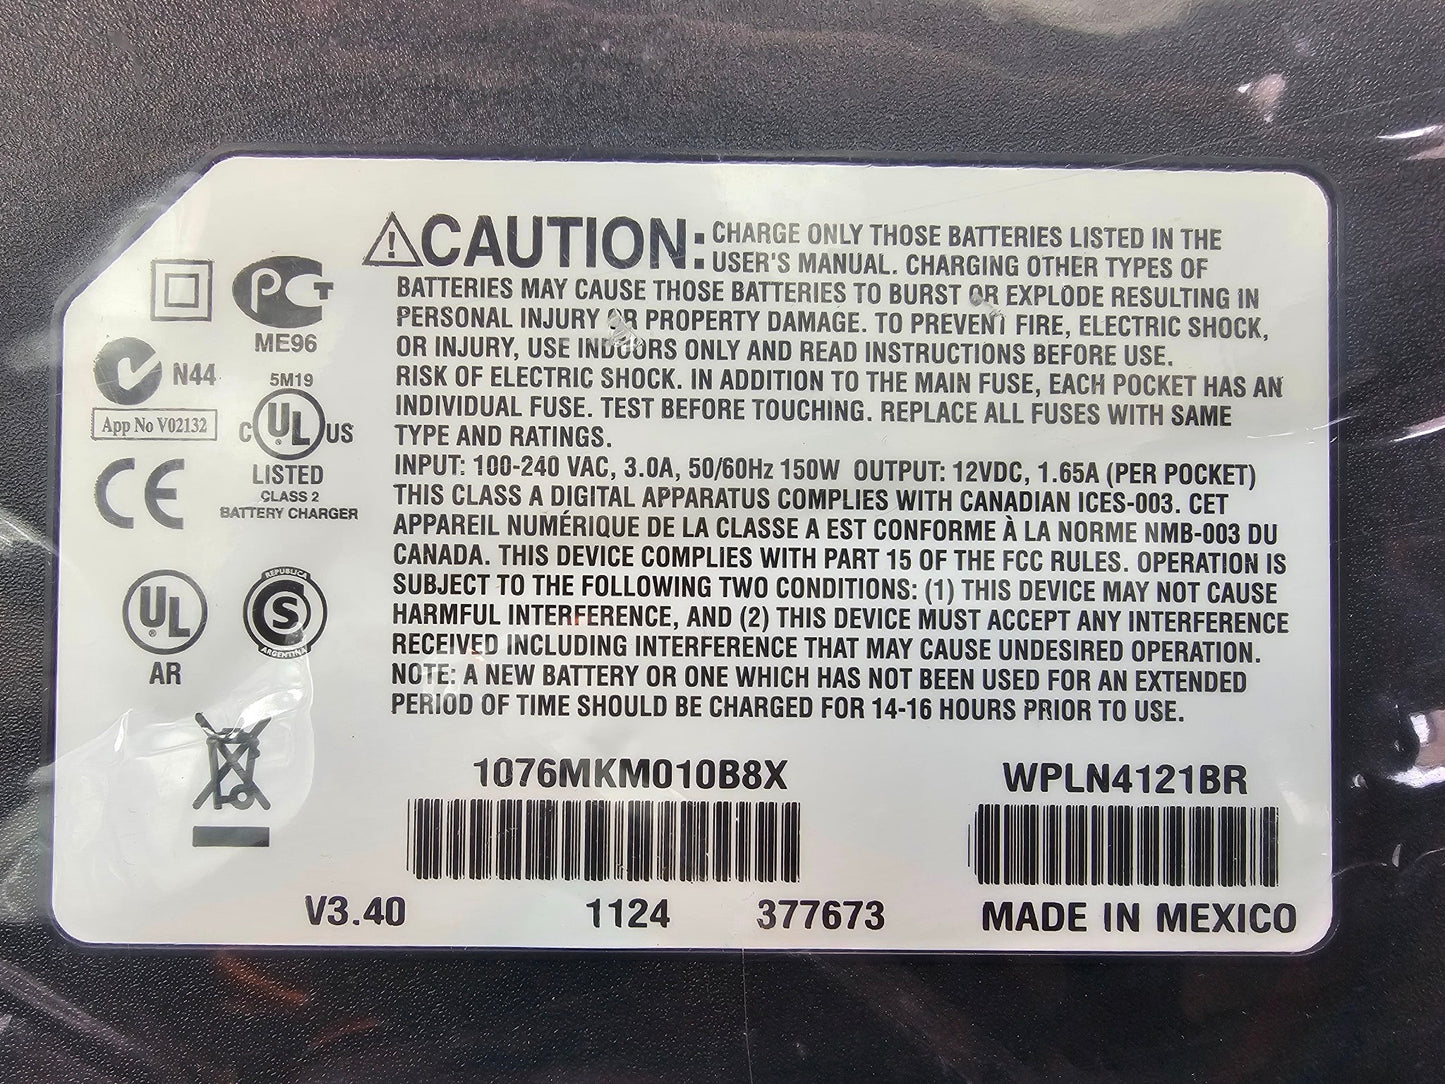 CAUTION: CHARGE ONLY THOSE BATTERIES LISTED IN THE
USER'S MANUAL. CHARGING OTHER TYPES OF
BATTERIES MAY CAUSE THOSE BATTERIES TO BURST OR EXPLODE RESULTING IN
PERSONAL INJURY OR PROPERTY DAMAGE. TO PREVENT FIRE, ELECTRIC SHOCK,
OR INJURY, USE INDOORS ONLY AND READ INSTRUCTIONS BEFORE USE.
RISK OF ELECTRIC SHOCK. IN ADDITION TO THE MAIN FUSE, EACH POCKET HAS AN
INDIVIDUAL FUSE. TEST BEFORE TOUCHING. REPLACE ALL FUSES WITH SAME
TYPE AND RATINGS.
INPUT: 100-240 VAC, 3.0A, 50/60Hz 150W OUTPUT: 12VDC, 1.65A (PER POCKET)
THIS CLASS A DIGITAL APPARATUS COMPLIES WITH CANADIAN ICES-003. CET
APPAREIL NUMÉRIQUE DE LA CLASSE A EST CONFORME À LA NORME NMB-003 DU
CANADA. THIS DEVICE COMPLIES WITH PART 15 OF THE FCC RULES. OPERATION IS
SUBJECT TO THE FOLLOWING TWO CONDITIONS: (1) THIS DEVICE MAY NOT CAUSE
HARMFUL INTERFERENCE, AND (2) THIS DEVICE MUST ACCEPT ANY INTERFERENCE
RECEIVED INCLUDING INTERFERENCE THAT MAY CAUSE UNDESIRED OPERATION.
NOTE: A NEW BATTERY OR ONE WHICH HAS NOT BEEN USED FOR AN EXTENDED
PERIOD OF TIME SHOULD BE CHARGED FOR 14-16 HOURS PRIOR TO USE.
PCT
ME96
N44
App No V02132
5M19
C UL US
®
LISTED
CLASS 2
BATTERY CHARGER
CE
UL
®
AR
REPUBLICA
S
ARGENTINA
1076MKM010B8X
WPLN4121BR
V3.40
1124
377673
MADE IN MEXICO